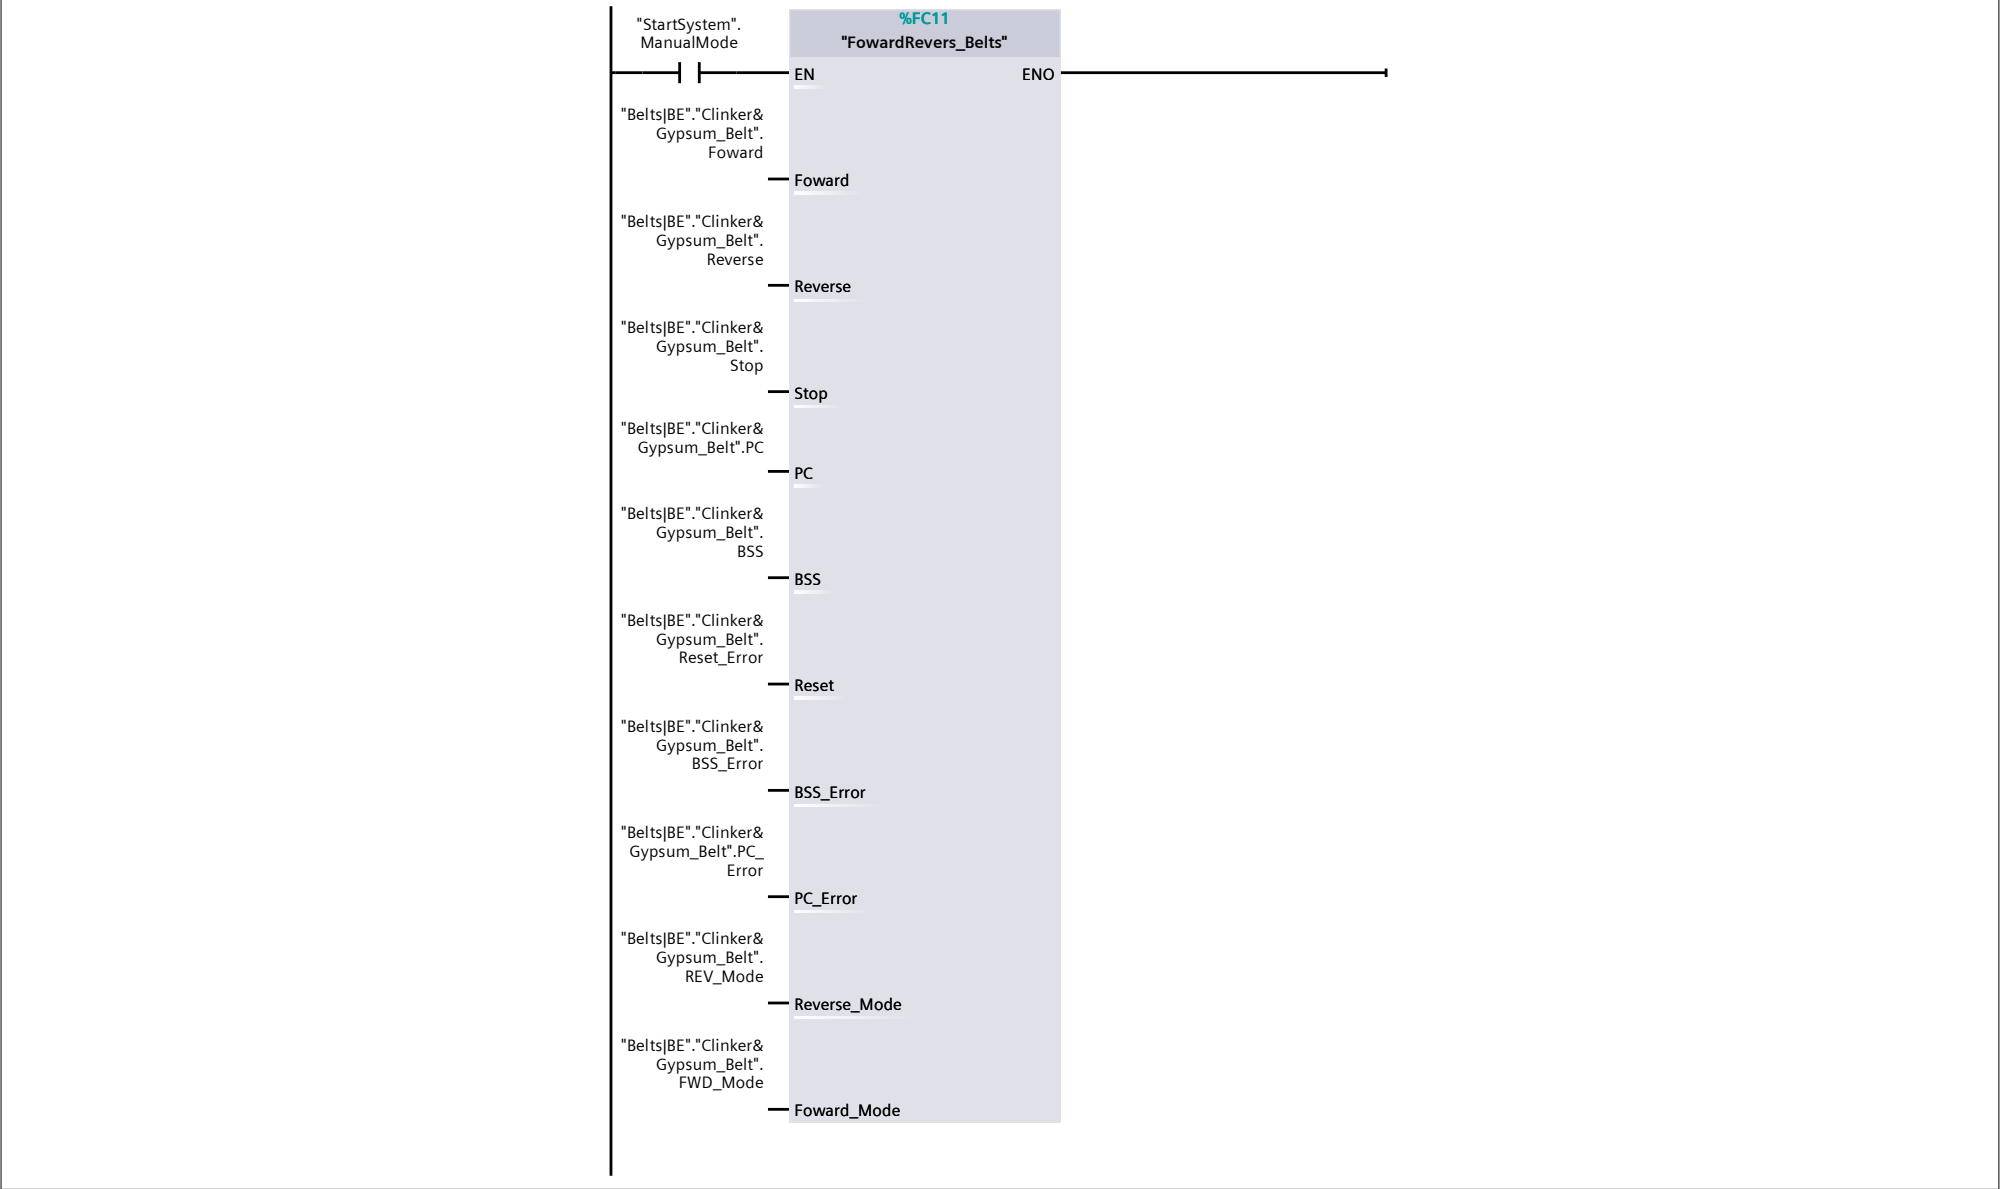 "StartSystem".
ManualMode
%FC11
"FowardRevers_Belts"
EN
ENO
"Belts|BE"."Clinker&
Gypsum_Belt".
Foward
Foward
"Belts|BE"."Clinker&
Gypsum_Belt".
Reverse
Reverse
"Belts|BE"."Clinker&
Gypsum_Belt".
Stop
Stop
"Belts|BE"."Clinker&
Gypsum_Belt".PC
PC
"Belts|BE"."Clinker&
Gypsum_Belt".
BSS
BSS
"Belts|BE"."Clinker&
Gypsum_Belt".
Reset_Error
Reset
"Belts|BE"."Clinker&
Gypsum_Belt".
BSS_Error
BSS_Error
"Belts|BE"."Clinker&
Gypsum_Belt".PC_
Error
PC_Error
"Belts|BE"."Clinker&
Gypsum_Belt".
REV_Mode
Reverse_Mode
"Belts|BE"."Clinker&
Gypsum_Belt".
FWD_Mode
Foward_Mode